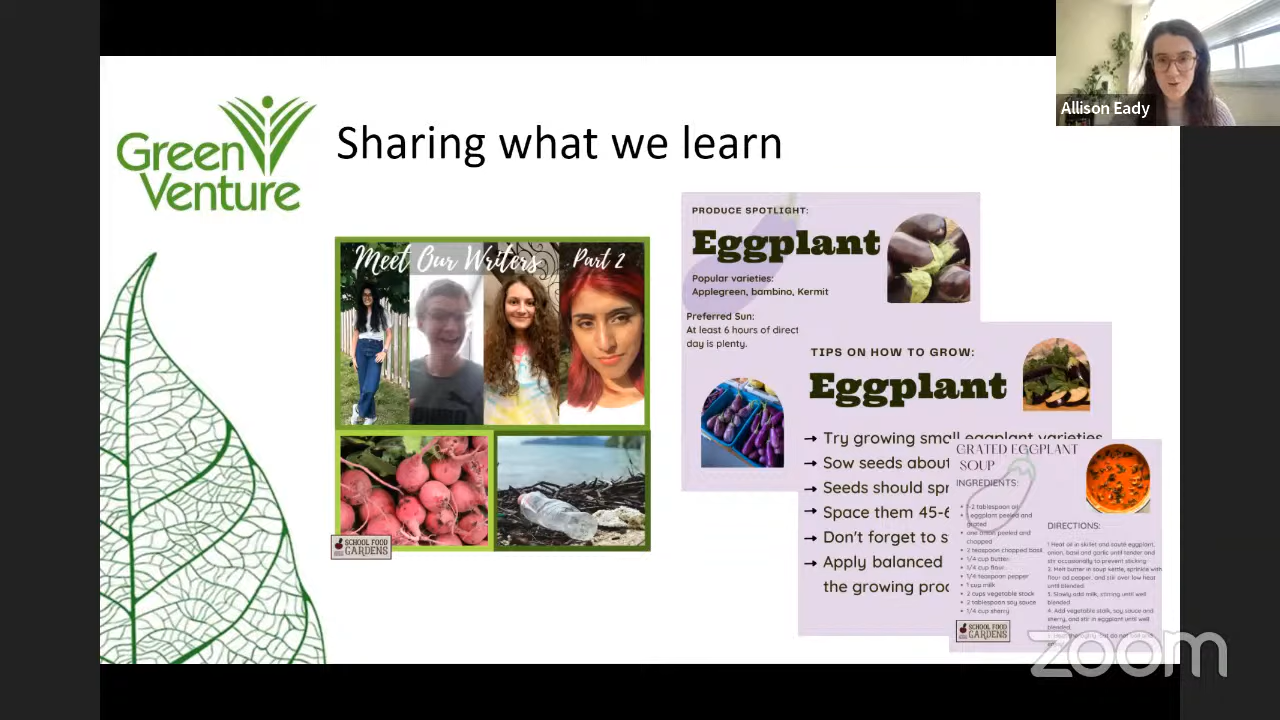 Allison Eady
Green
Venture
Sharing what we learn
Meet Our Writers Part 2
SCHOOL FOOD
GARDENS
PRODUCE SPOTLIGHT:
Eggplant
Popular varieties:
Applegreen, bambino, Kermit
Preferred Sun:
At least 6 hours of direct
day is plenty.
TIPS ON HOW TO GROW:
Eggplant
→ Try growing small eggplant varieties
→ Sow seeds about
→ Seeds should spr
→ Space them 45-6
→ Don't forget to s
→ Apply balanced
the growing proc
GRATED EGGPLANT
SOUP
INGREDIENTS:
1-2 tablespoon oil
1 eggplant peeled and
grated
one onion peeled and
chopped
2 teaspoon chopped basil
1/4 cup butter
1/4 cup flour
1/4 teaspoon pepper
1 cup milk
2 cups vegetable stock
2 tablespoon soy sauce
1/4 cup sherry
SCHOOL FOOD
GARDENS
DIRECTIONS:
1. Heat oil in skillet and sauté eggplant,
onion, basil and garlic until tender and
stir occasionally to prevent sticking
2. Melt butter in soup kettle, sprinkle with
flour ad pepper, and stir over low heat
until blended.
3. Slowly add milk, stirring until well
blended
4. Add vegetable stalk, soy sauce and
sherry, and stir in eggplant until well
blended.
zoom